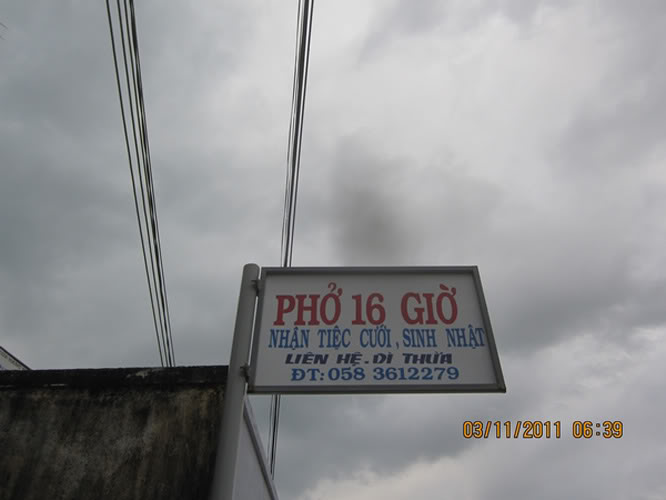 PHỞ 16 GIỜ
NHẬN TIỆC CƯỚI, SINH NHẬT
LIÊN HỆ. DÌ THƯA
ĐT: 058 3612279
03/11/2011 06:39